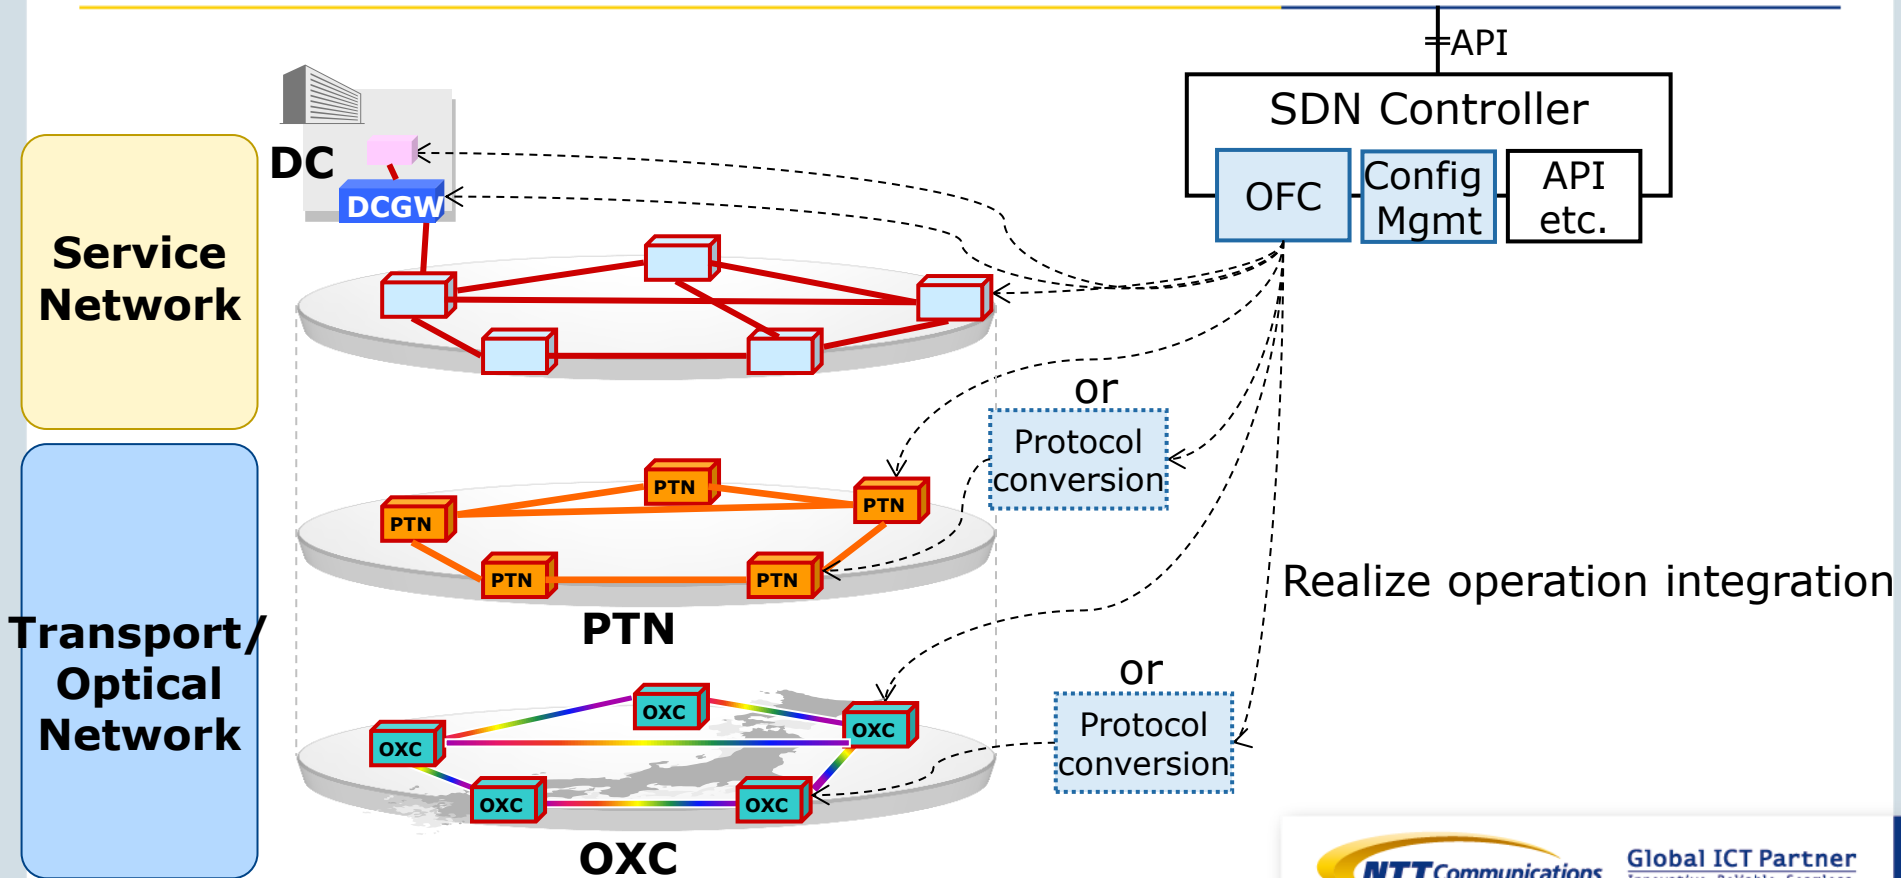 API
SDN Controller
OFC
Config
Mgmt
API
etc.
DC
DCGW
Service
Network
or
Protocol
conversion
PTN
PTN
PTN
PTN
PTN
PTN
Realize operation integration
Transport/
Optical
Network
or
Protocol
conversion
OXC
OXC
OXC
OXC
OXC
OXC
NTT Communications
Global ICT Partner